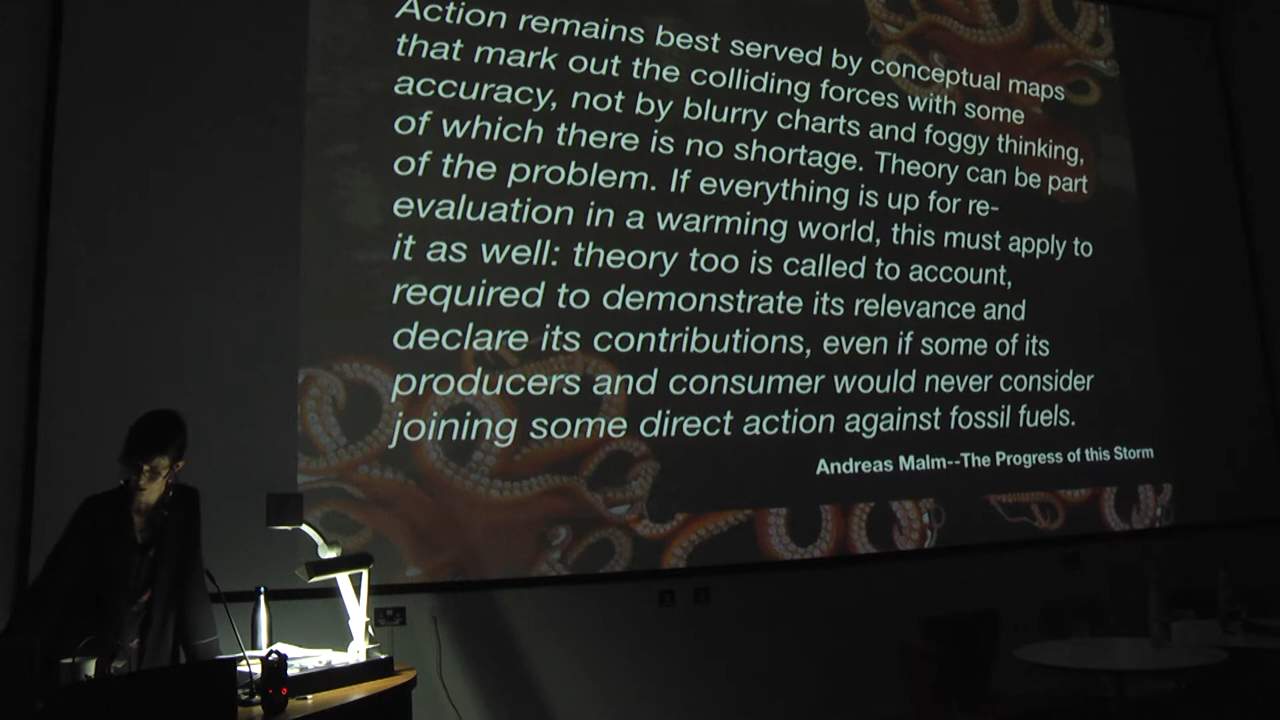 Action remains best served by conceptual maps
that mark out the colliding forces with some
accuracy, not by blurry charts and foggy thinking,
of which there is no shortage. Theory can be part
of the problem. If everything is up for re-
evaluation in a warming world, this must apply to
it as well: theory too is called to account,
required to demonstrate its relevance and
declare its contributions, even if some of its
producers and consumer would never consider
joining some direct action against fossil fuels.
Andreas Malm--The Progress of this Storm